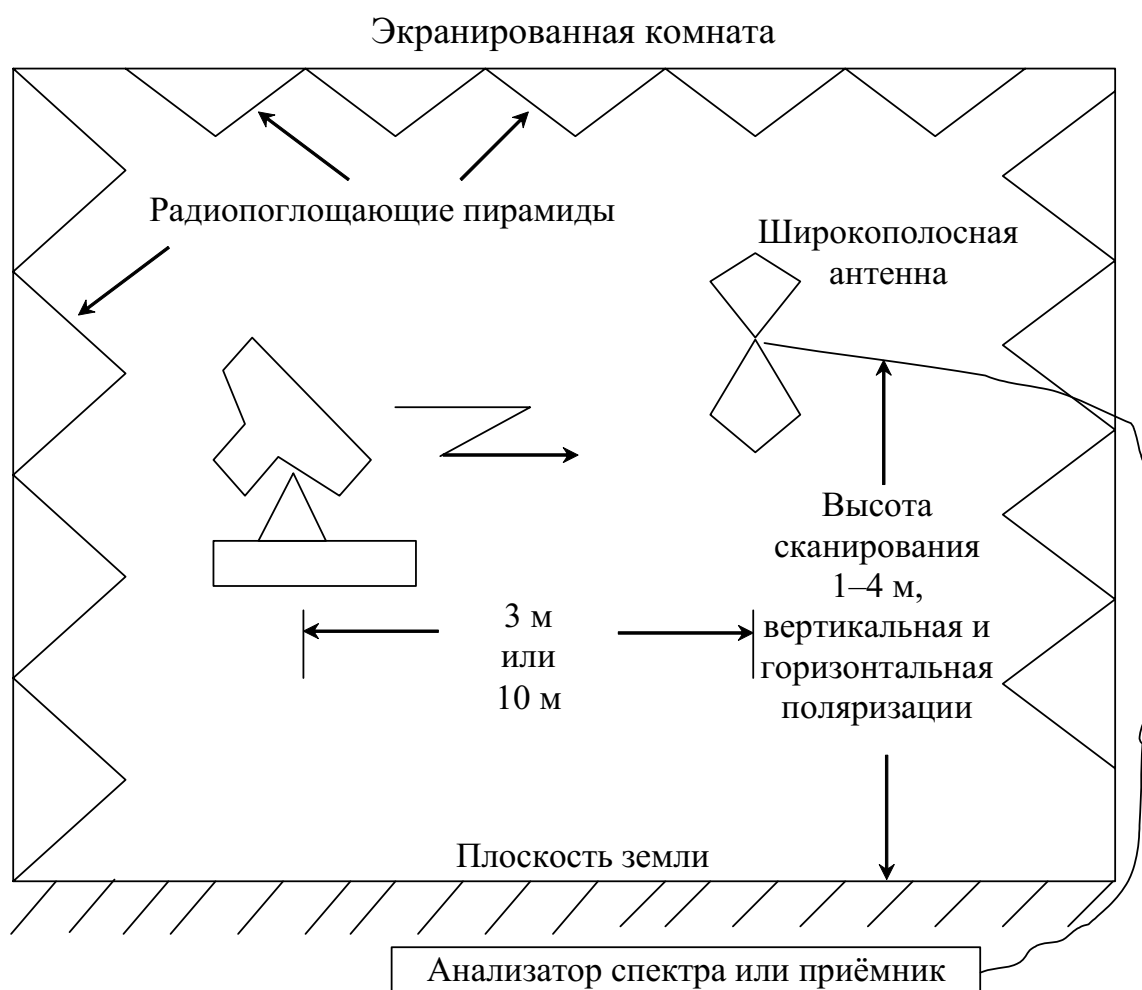 Экранированная комната
Радиопоглощающие пирамиды
Широкополосная
антенна
Высота
сканирования
1–4 м,
вертикальная и
горизонтальная
поляризации
3 м
или
10 м
Плоскость земли
Анализатор спектра или приёмник